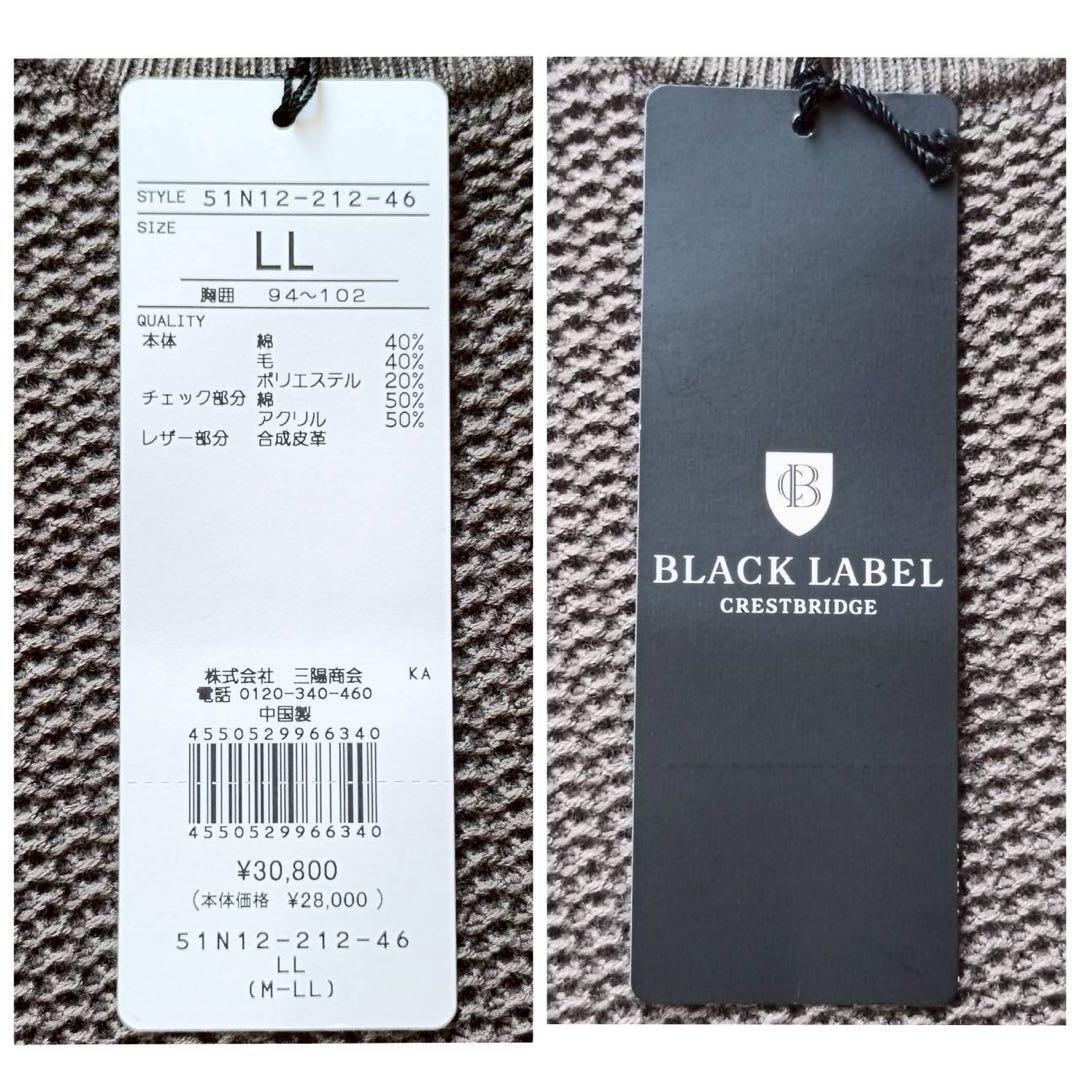 STYLE 51N12-212-46
SIZE
LL
胸囲 94～102
QUALITY
本体 綿 40%
毛 40%
ポリエステル 20%
チェック部分 綿 50%
アクリル 50%
レザー部分 合成皮革
株式会社 三陽商会 KA
電話 0120-340-460
中国製
4550529966340
4550529966340
¥30,800
(本体価格 ¥28,000 )
51N12-212-46
LL
(M-LL)
CB
BLACK LABEL
CRESTBRIDGE